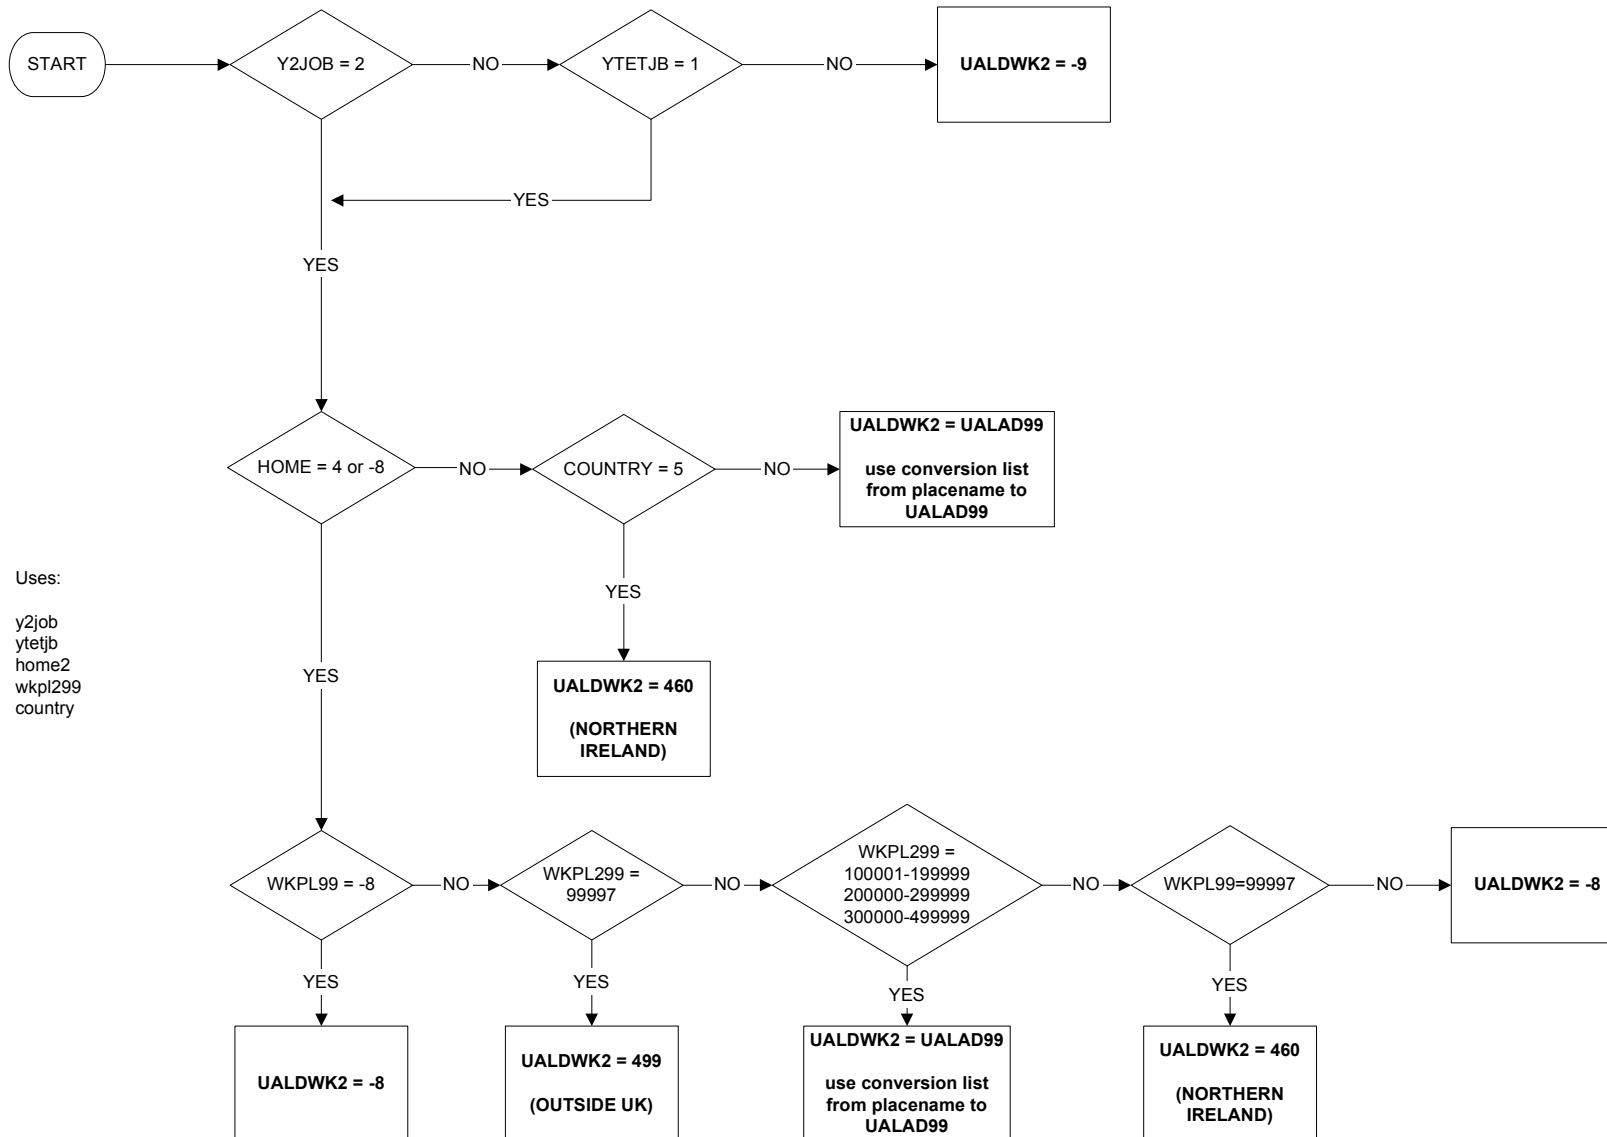 START
Y2JOB = 2
NO
YTETJB = 1
NO
UALDWK2 = -9
YES
YES
HOME = 4 or -8
NO
COUNTRY = 5
NO
UALDWK2 = UALAD99
use conversion list
from placename to
UALAD99
Uses:
y2job
ytetjb
home2
wkpl299
country
YES
YES
UALDWK2 = 460
(NORTHERN
IRELAND)
WKPL99 = -8
NO
WKPL299 =
99997
NO
WKPL299 =
100001-199999
200000-299999
300000-499999
NO
WKPL99=99997
NO
UALDWK2 = -8
YES
YES
YES
YES
UALDWK2 = -8
UALDWK2 = 499
(OUTSIDE UK)
UALDWK2 = UALAD99
use conversion list
from placename to
UALAD99
UALDWK2 = 460
(NORTHERN
IRELAND)